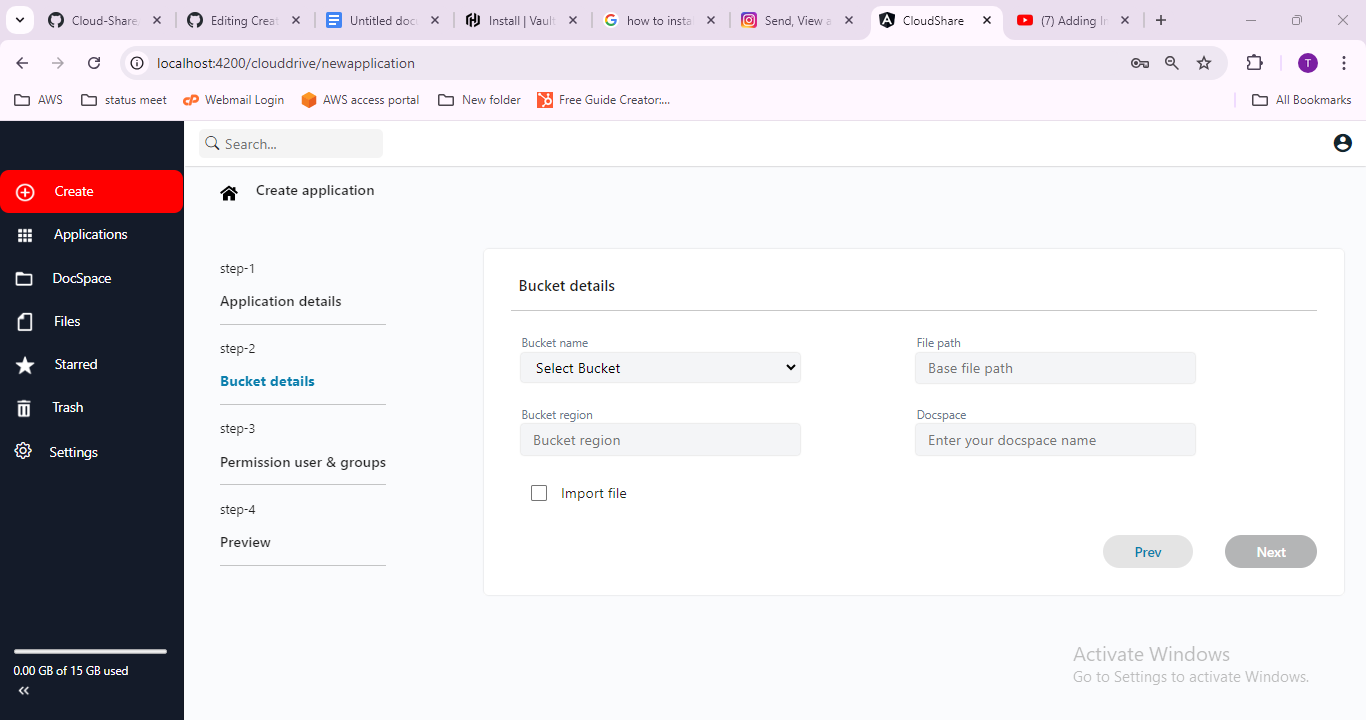 Cloud-Share
Editing Creat
Untitled doc
Install | Vault
how to insta
Send, View a
CloudShare
(7) Adding In
localhost:4200/clouddrive/newapplication
T
AWS
status meet
Webmail Login
AWS access portal
New folder
Free Guide Creator:...
All Bookmarks
Search...
Create
Applications
DocSpace
Files
Starred
Trash
Settings
0.00 GB of 15 GB used
Create application
step-1
Application details
step-2
Bucket details
step-3
Permission user & groups
step-4
Preview
Bucket details
Bucket name
File path
Select Bucket
Base file path
Bucket region
Docspace
Bucket region
Enter your docspace name
Import file
Prev
Next
Activate Windows
Go to Settings to activate Windows.